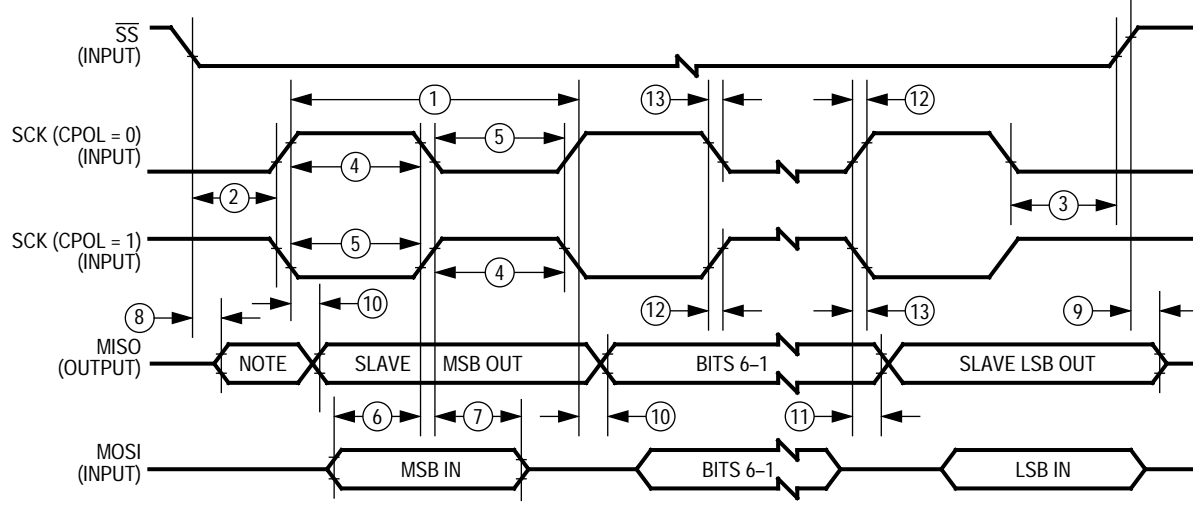 SS
(INPUT)
1
13
12
SCK (CPOL = 0)
(INPUT)
5
4
2
3
SCK (CPOL = 1)
(INPUT)
5
4
8
10
12
13
9
MISO
(OUTPUT)
NOTE
SLAVE MSB OUT
BITS 6–1
SLAVE LSB OUT
6
7
10
11
MOSI
(INPUT)
MSB IN
BITS 6–1
LSB IN